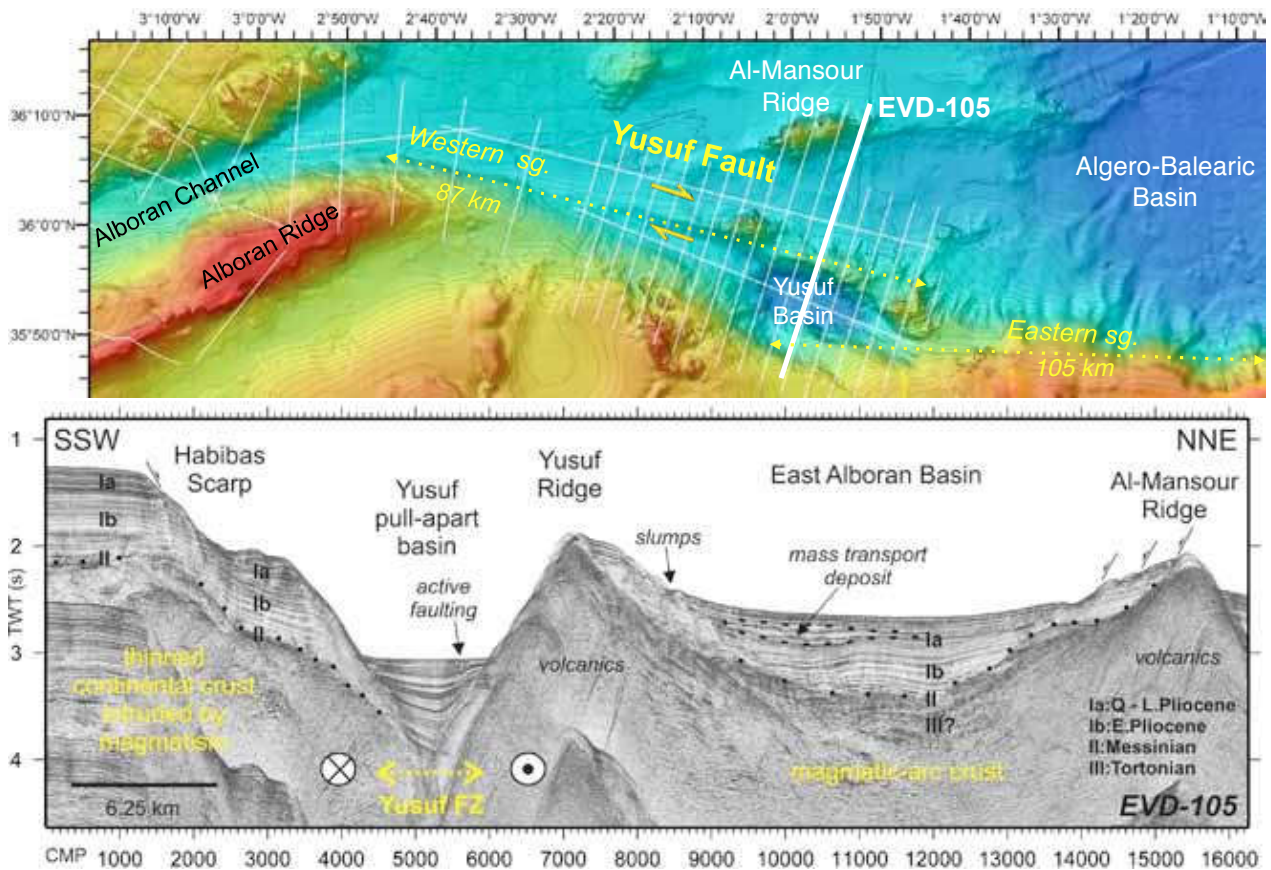 3°10'0"W 3°0'0"W 2°50'0"W 2°40'0"W 2°30'0"W 2°20'0"W 2°10'0"W 2°0'0"W 1°50'0"W 1°40'0"W 1°30'0"W 1°20'0"W 1°10'0"W
36°10'0"N
36°0'0"N
35°50'0"N
Al-Mansour
Ridge
EVD-105
Western sg.
Yusuf Fault
87 km
Alboran Channel
Alboran Ridge
Algero-Balearic
Basin
Yusuf
Basin
Eastern sg.
105 km
SSW
NNE
1
2
3
4
TWT (s)
Habibas
Scarp
Yusuf
pull-apart
basin
Yusuf
Ridge
East Alboran Basin
Al-Mansour
Ridge
Ia
Ib
II
Ia
Ib
II
active
faulting
slumps
mass transport
deposit
Ia
Ib
II
III?
volcanics
volcanics
thinned
continental crust
intruded by
magmatism
magmatic-arc crust
Yusuf FZ
6.25 km
Ia:Q - L.Pliocene
Ib:E.Pliocene
II:Messinian
III:Tortonian
EVD-105
CMP 1000 2000 3000 4000 5000 6000 7000 8000 9000 10000 11000 12000 13000 14000 15000 16000